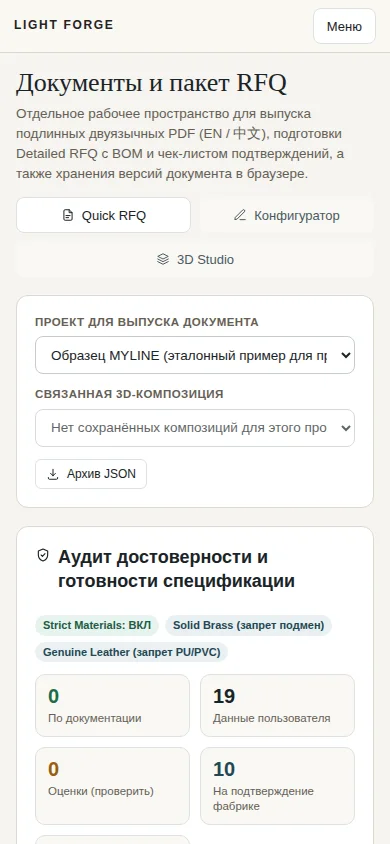 LIGHT FORGE
Меню
Документы и пакет RFQ
Отдельное рабочее пространство для выпуска
подлинных двуязычных PDF (EN / 中文), подготовки
Detailed RFQ с BOM и чек-листом подтверждений, а
также хранения версий документа в браузере.
Quick RFQ
Конфигуратор
3D Studio
ПРОЕКТ ДЛЯ ВЫПУСКА ДОКУМЕНТА
Образец MYLINE (эталонный пример для пр
СВЯЗАННАЯ 3D-КОМПОЗИЦИЯ
Нет сохранённых композиций для этого про
Архив JSON
Аудит достоверности и
готовности спецификации
Strict Materials: ВКЛ
Solid Brass (запрет подмен)
Genuine Leather (запрет PU/PVC)
0
По документации
19
Данные пользователя
0
Оценки (проверить)
10
На подтверждение
фабрике